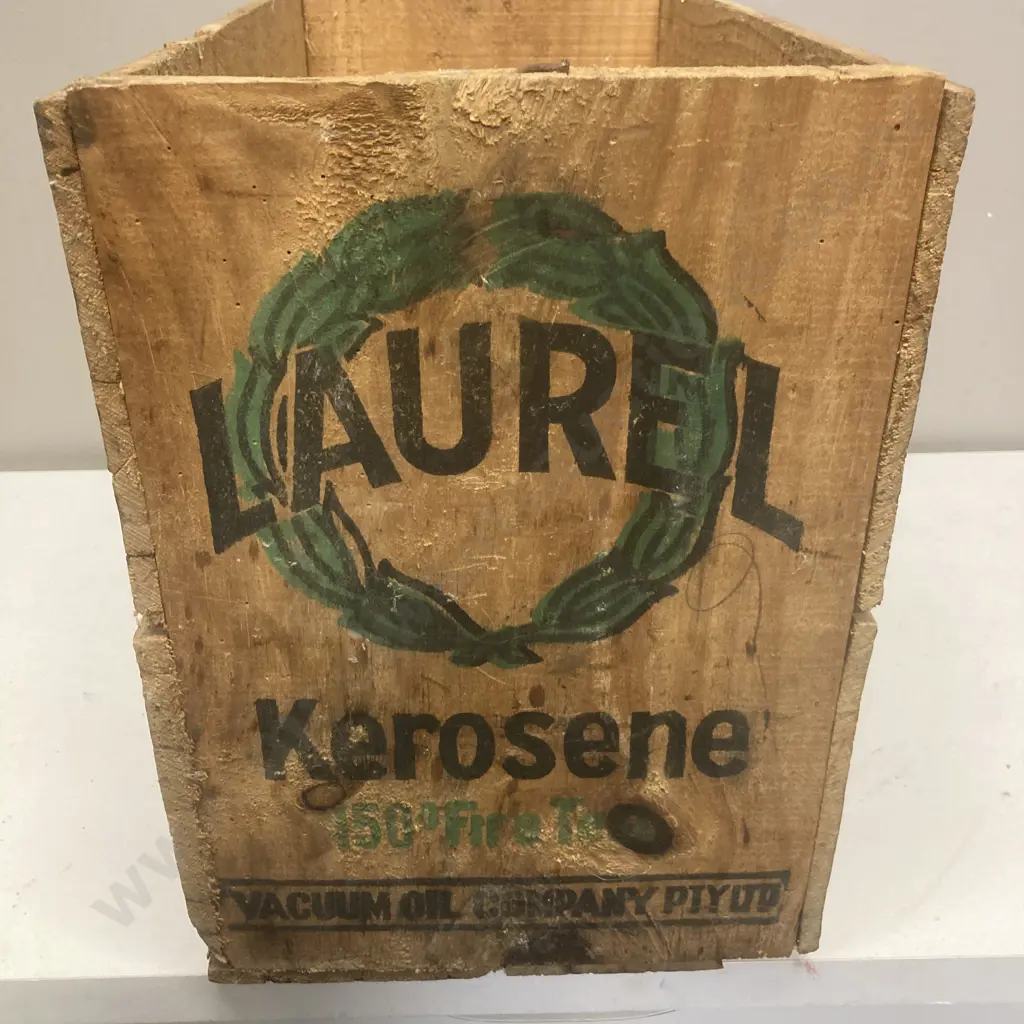 LAUREL
Kerosene
150° Fire
VACUUM OIL COMPANY PTY LTD